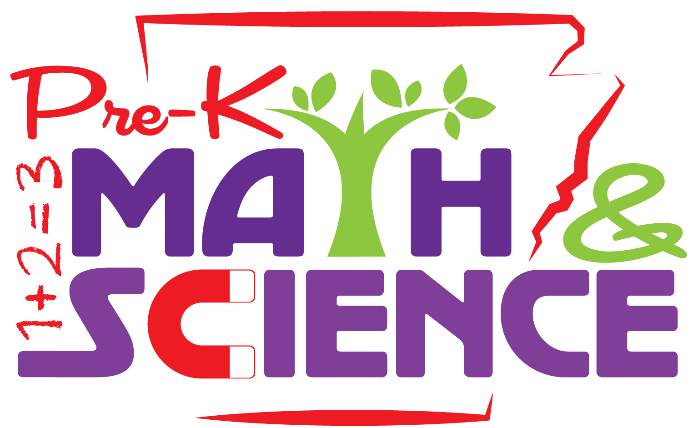 Pre-K
MATH &
SCIENCE
1+2=3